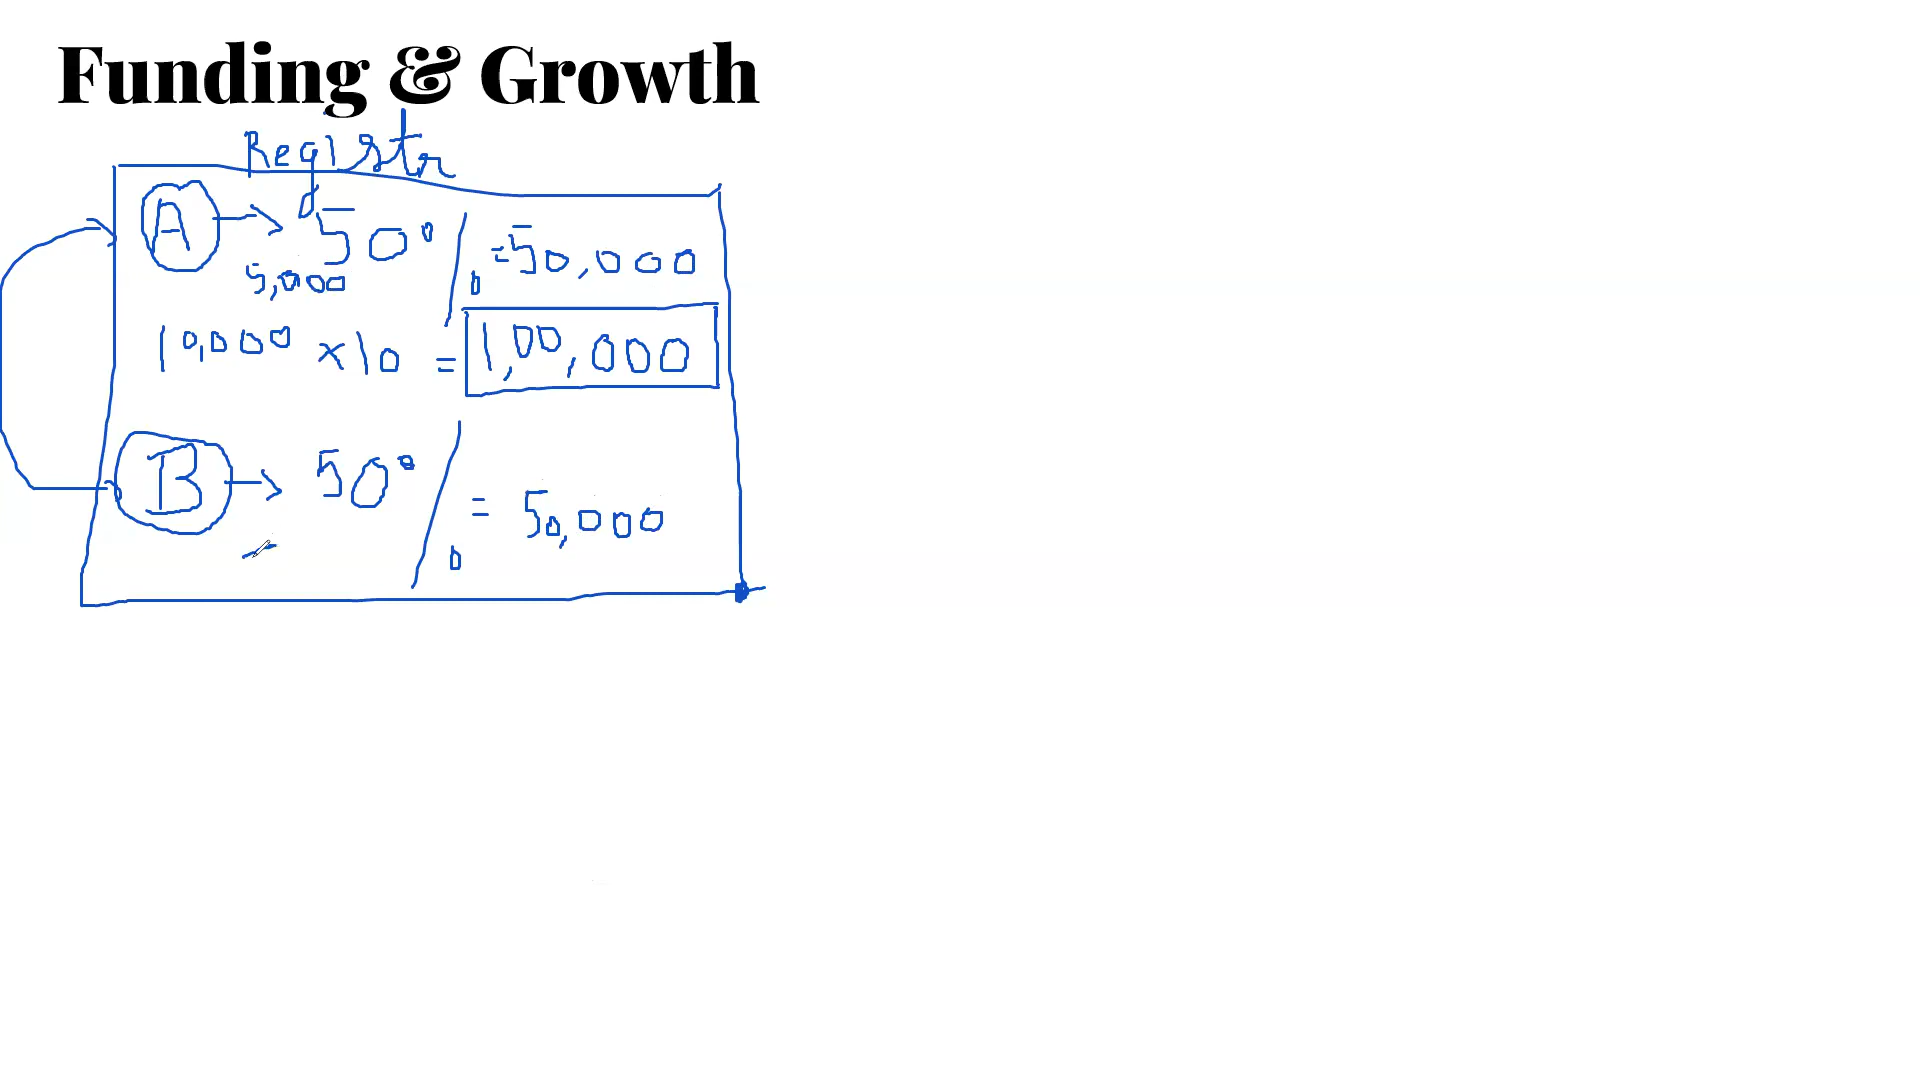 Funding & Growth
Registr
A → 50% = 50,000
5,000
10,000 × 10 = 1,00,000
B → 50% = 50,000